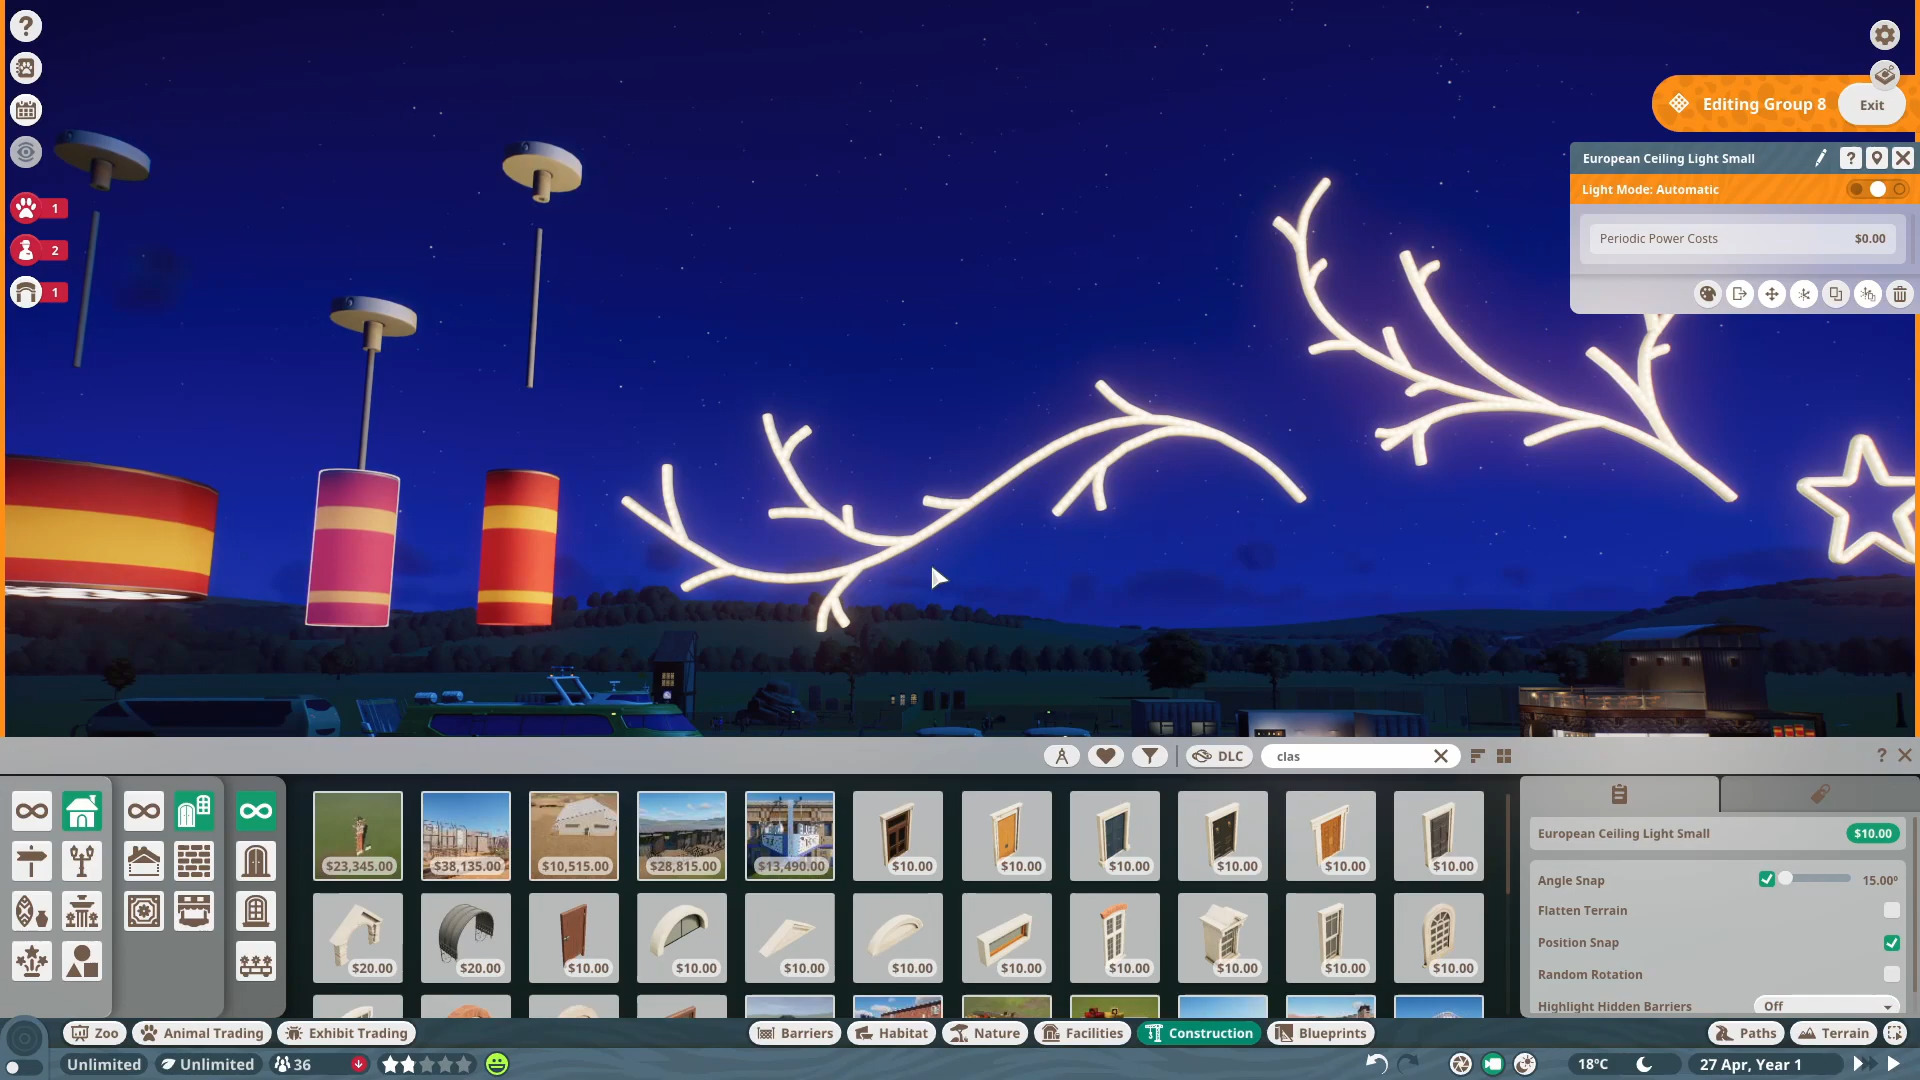 Editing Group 8
Exit
European Ceiling Light Small
?
Light Mode: Automatic
Periodic Power Costs $0.00
?
1
2
1
DLC
clas
?
$23,345.00 $38,135.00 $10,515.00 $28,815.00 $13,490.00 $10.00 $10.00 $10.00 $10.00 $10.00 $10.00
$20.00 $20.00 $10.00 $10.00 $10.00 $10.00 $10.00 $10.00 $10.00 $10.00 $10.00
European Ceiling Light Small $10.00
Angle Snap 15.00º
Flatten Terrain
Position Snap
Random Rotation
Highlight Hidden Barriers Off
Zoo Animal Trading Exhibit Trading Barriers Habitat Nature Facilities Construction Blueprints Paths Terrain
Unlimited Unlimited 36 18°C 27 Apr, Year 1